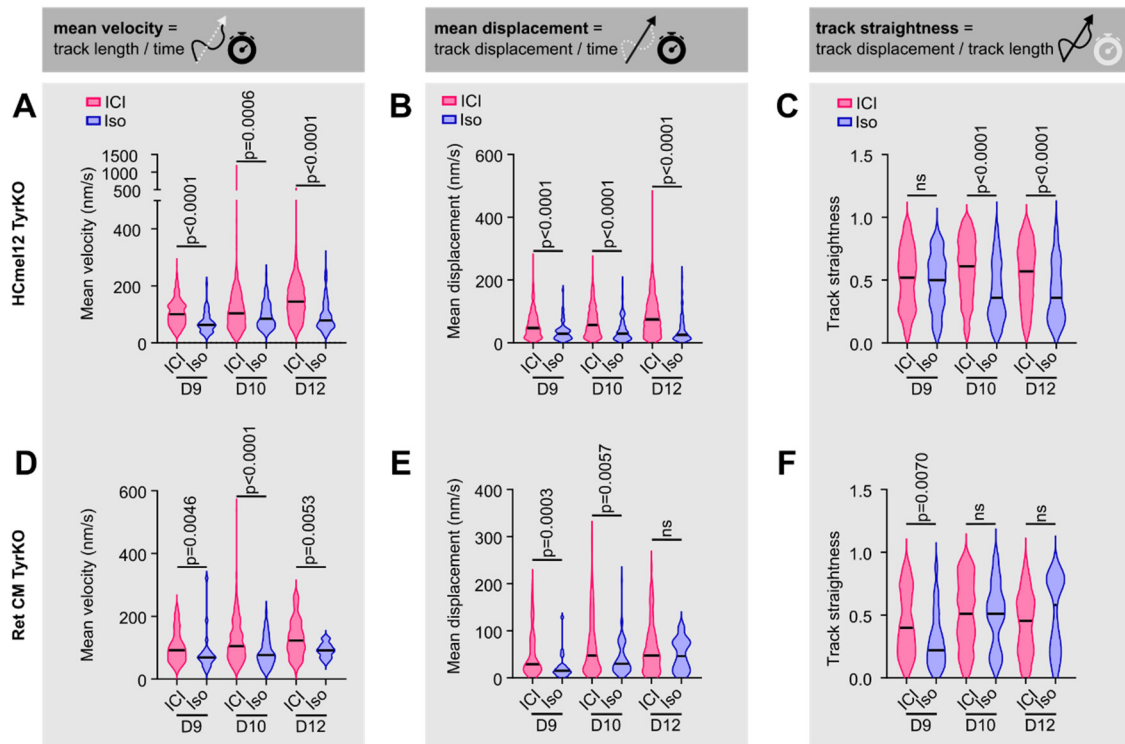 mean velocity =
track length / time
mean displacement =
track displacement / time
track straightness =
track displacement / track length
HCmel12 TyrKO
A
ICI
Iso
Mean velocity (nm/s)
1500
1000
500
400
200
0
p<0.0001
p=0.0006
p<0.0001
ICI Iso ICI Iso ICI Iso
D9 D10 D12
B
ICI
Iso
Mean displacement (nm/s)
600
400
200
0
p<0.0001
p<0.0001
p<0.0001
ICI Iso ICI Iso ICI Iso
D9 D10 D12
C
ICI
Iso
Track straightness
1.5
1.0
0.5
0.0
ns
p<0.0001
p<0.0001
ICI Iso ICI Iso ICI Iso
D9 D10 D12
Ret CM TyrKO
D
Mean velocity (nm/s)
600
400
200
0
p=0.0046
p<0.0001
p=0.0053
ICI Iso ICI Iso ICI Iso
D9 D10 D12
E
Mean displacement (nm/s)
400
300
200
100
0
p=0.0003
p=0.0057
ns
ICI Iso ICI Iso ICI Iso
D9 D10 D12
F
Track straightness
1.5
1.0
0.5
0.0
p=0.0070
ns
ns
ICI Iso ICI Iso ICI Iso
D9 D10 D12